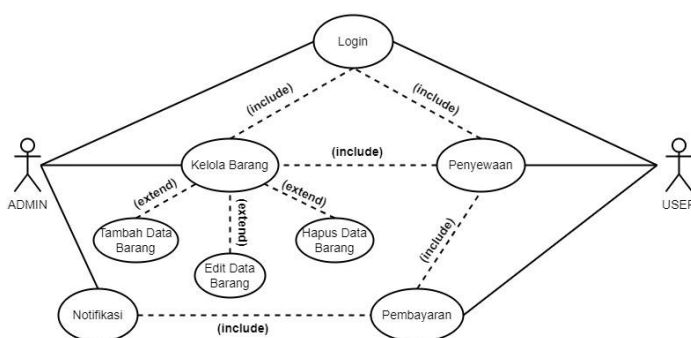 Login
(include)
(include)
Kelola Barang
(include)
Penyewaan
ADMIN
USER
(extend)
(extend)
(extend)
(include)
Tambah Data
Barang
Hapus Data
Barang
Edit Data
Barang
Notifikasi
(include)
Pembayaran